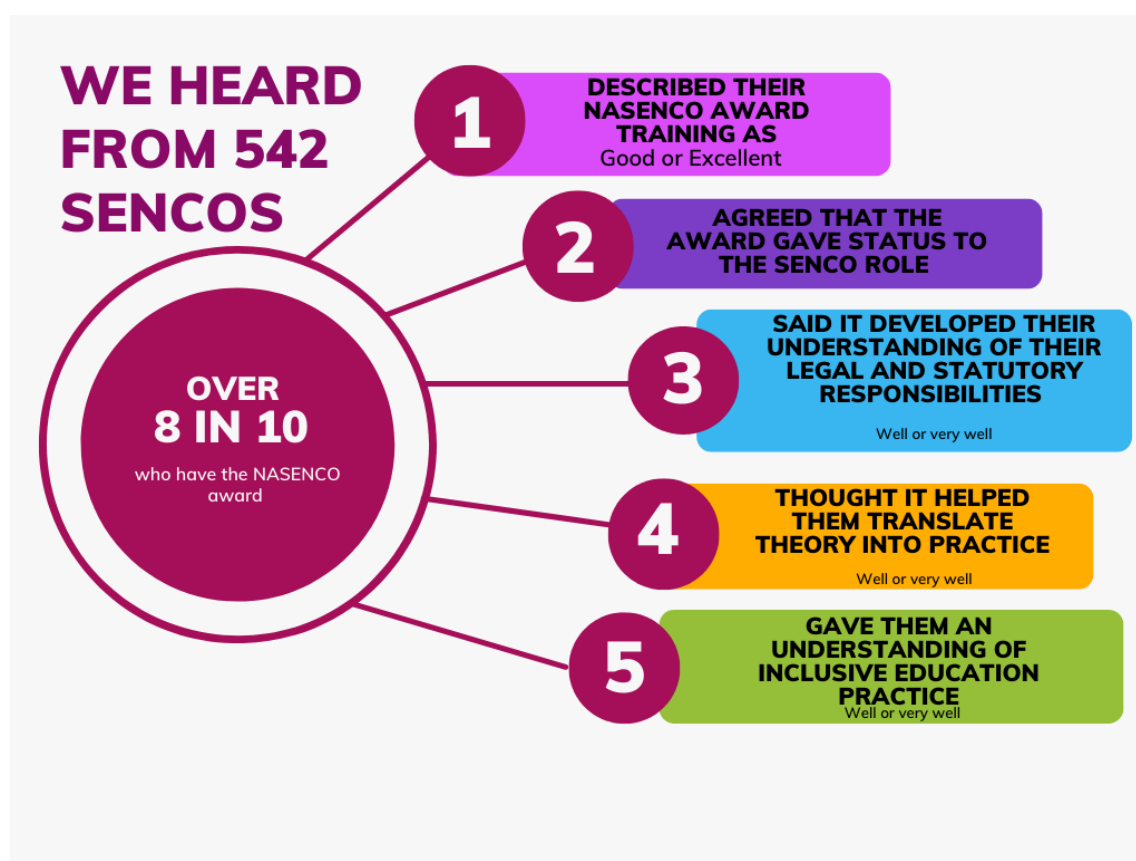 WE HEARD
FROM 542
SENCOS
OVER
8 IN 10
who have the NASENCO
award
1
DESCRIBED THEIR
NASENCO AWARD
TRAINING AS
Good or Excellent
2
AGREED THAT THE
AWARD GAVE STATUS TO
THE SENCO ROLE
3
SAID IT DEVELOPED THEIR
UNDERSTANDING OF THEIR
LEGAL AND STATUTORY
RESPONSIBILITIES
Well or very well
4
THOUGHT IT HELPED
THEM TRANSLATE
THEORY INTO PRACTICE
Well or very well
5
GAVE THEM AN
UNDERSTANDING OF
INCLUSIVE EDUCATION
PRACTICE
Well or very well